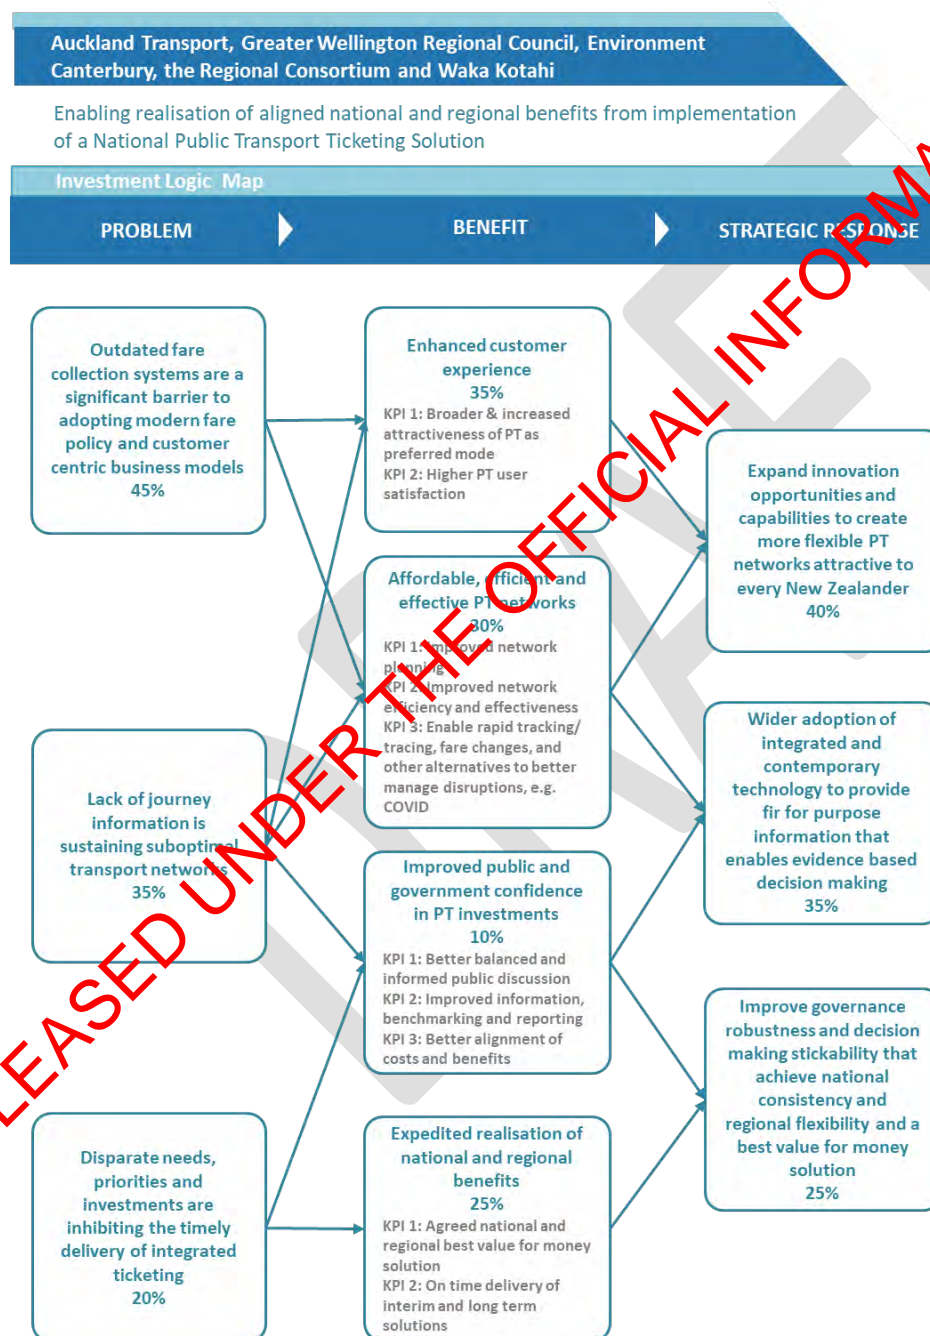 Auckland Transport, Greater Wellington Regional Council, Environment
Canterbury, the Regional Consortium and Waka Kotahi
Enabling realisation of aligned national and regional benefits from implementation
of a National Public Transport Ticketing Solution
Investment Logic Map
PROBLEM
BENEFIT
STRATEGIC RESPONSE
Outdated fare
collection systems are a
significant barrier to
adopting modern fare
policy and customer
centric business models
45%
Lack of journey
information is
sustaining suboptimal
transport networks
35%
Disparate needs,
priorities and
investments are
inhibiting the timely
delivery of integrated
ticketing
20%
Enhanced customer
experience
35%
KPI 1: Broader & increased
attractiveness of PT as
preferred mode
KPI 2: Higher PT user
satisfaction
Affordable, efficient and
effective PT networks
30%
KPI 1: Improved network
planning
KPI 2: Improved network
efficiency and effectiveness
KPI 3: Enable rapid tracking/
tracing, fare changes, and
other alternatives to better
manage disruptions, e.g.
COVID
Improved public and
government confidence
in PT investments
10%
KPI 1: Better balanced and
informed public discussion
KPI 2: Improved information,
benchmarking and reporting
KPI 3: Better alignment of
costs and benefits
Expedited realisation of
national and regional
benefits
25%
KPI 1: Agreed national and
regional best value for money
solution
KPI 2: On time delivery of
interim and long term
solutions
Expand innovation
opportunities and
capabilities to create
more flexible PT
networks attractive to
every New Zealander
40%
Wider adoption of
integrated and
contemporary
technology to provide
fir for purpose
information that
enables evidence based
decision making
35%
Improve governance
robustness and decision
making stickability that
achieve national
consistency and
regional flexibility and a
best value for money
solution
25%
LEASED UNDER THE OFFICIAL INFORMA